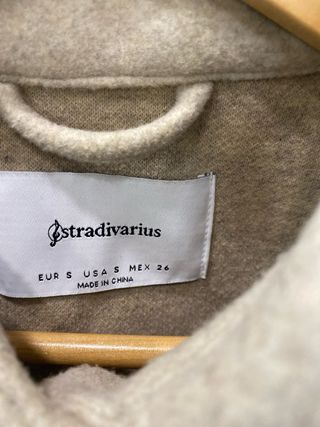 stradivarius
EUR S USA S MEX 26
MADE IN CHINA